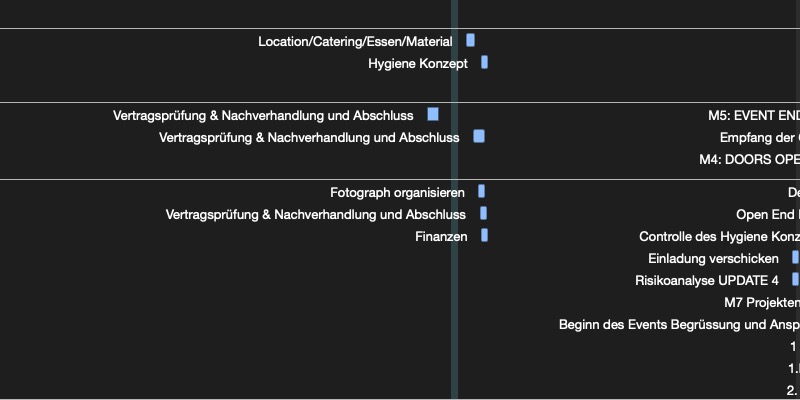 Location/Catering/Essen/Material
Hygiene Konzept
Vertragsprüfung & Nachverhandlung und Abschluss
M5: EVENT END
Vertragsprüfung & Nachverhandlung und Abschluss
Empfang der
M4: DOORS OPE
Fotograph organisieren
De
Vertragsprüfung & Nachverhandlung und Abschluss
Open End
Finanzen
Controlle des Hygiene Konz
Einladung verschicken
Risikoanalyse UPDATE 4
M7 Projekten
Beginn des Events Begrüssung und Ansp
1
1.
2.